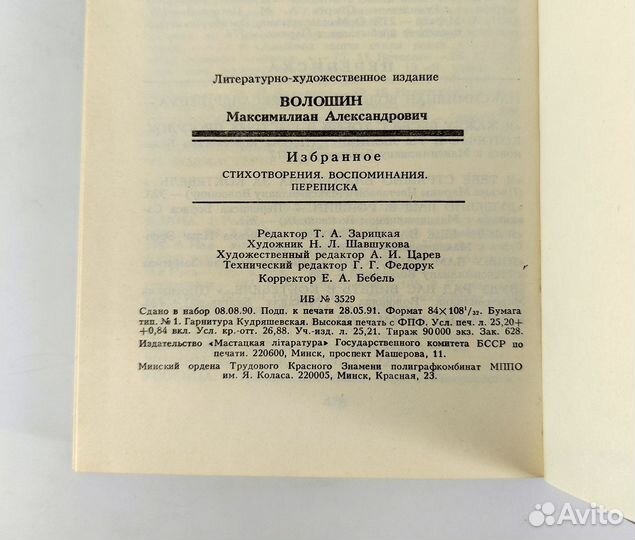 Литературно-художественное издание
ВОЛОШИН
Максимилиан Александрович
Избранное
СТИХОТВОРЕНИЯ. ВОСПОМИНАНИЯ.
ПЕРЕПИСКА
Редактор Т. А. Зарицкая
Художник Н. Л. Шавшукова
Художественный редактор А. И. Царев
Технический редактор Г. Г. Федорук
Корректор Е. А. Бебель
ИБ № 3529
Сдано в набор 08.08.90. Подп. к печати 28.05.91. Формат 84×108¹/₃₂. Бумага
тип. № 1. Гарнитура Кудряшевская. Высокая печать с ФПФ. Усл. печ. л. 25,20+
+0,84 вкл. Усл. кр.-отт. 26,88. Уч.-изд. л. 25,21. Тираж 90 000 экз. Зак. 628.
Издательство «Мастацкая літаратура» Государственного комитета БССР по
печати. 220600, Минск, проспект Машерова, 11.
Минский ордена Трудового Красного Знамени полиграфкомбинат МППО
им. Я. Коласа. 220005, Минск, Красная, 23.
Avito